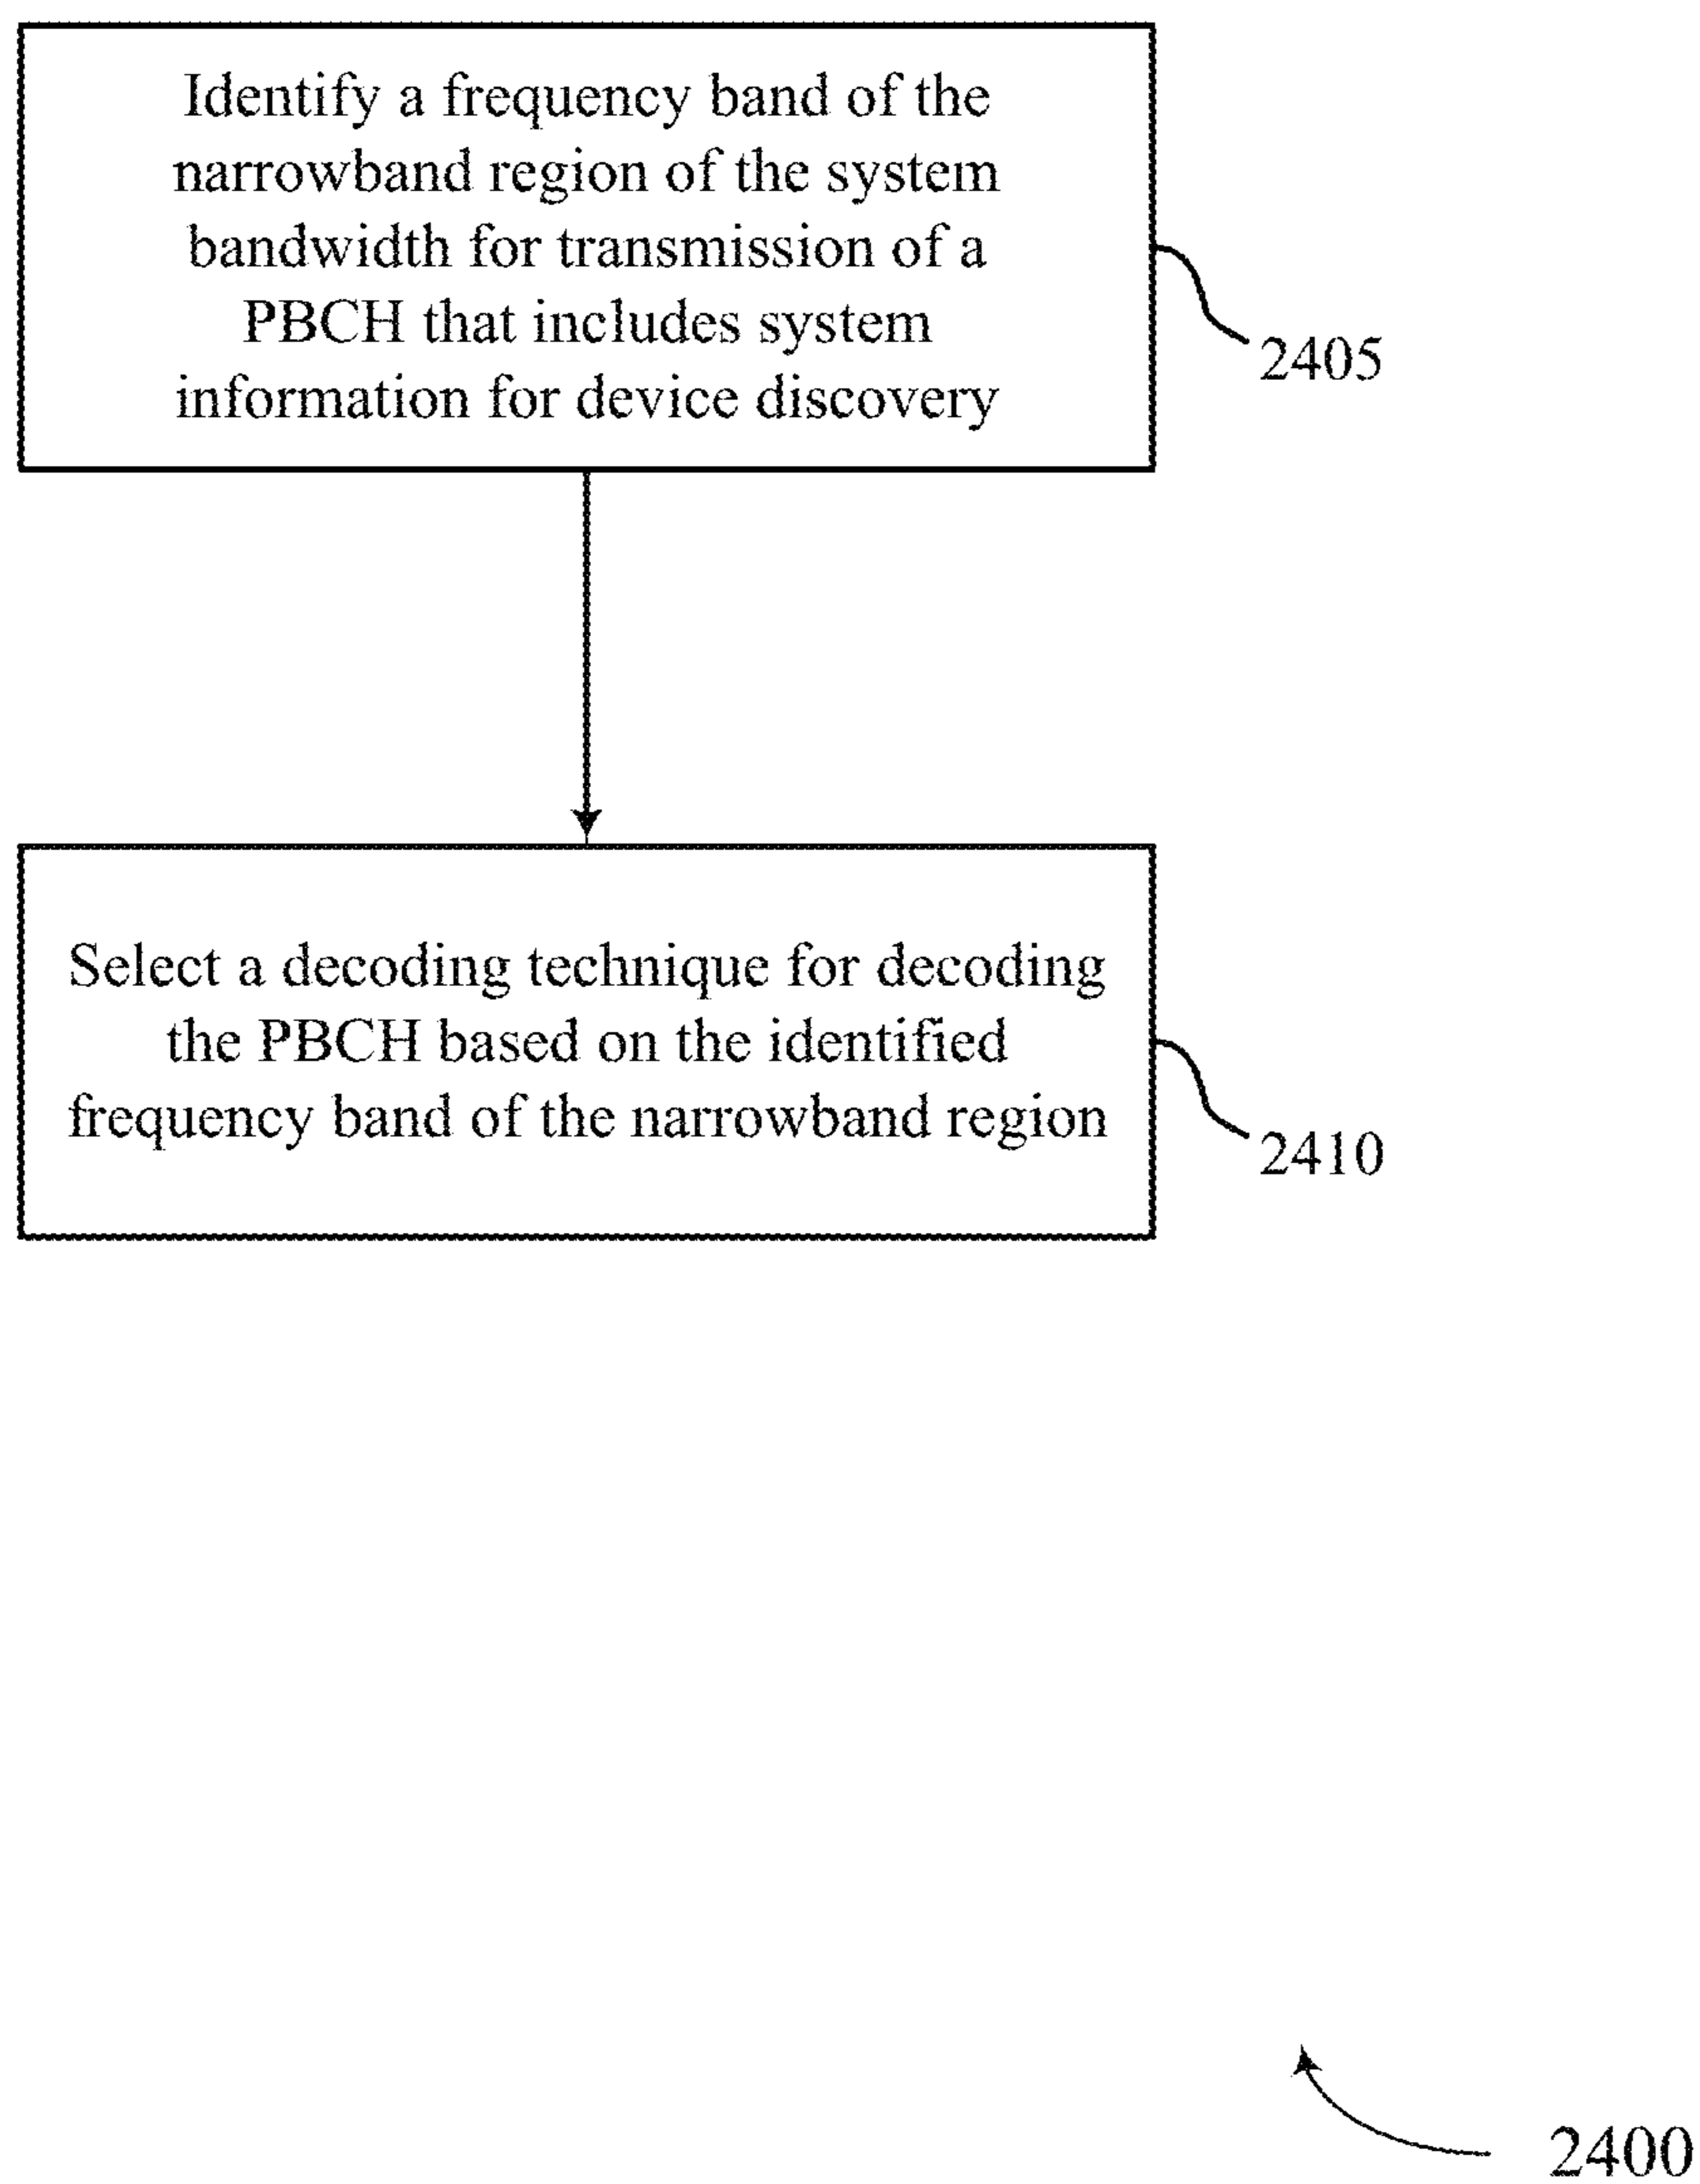 Identify a frequency band of the
narrowband region of the system
bandwidth for transmission of a
PBCH that includes system
information for device discovery
2405
Select a decoding technique for decoding
the PBCH based on the identified
frequency band of the narrowband region
2410
2400